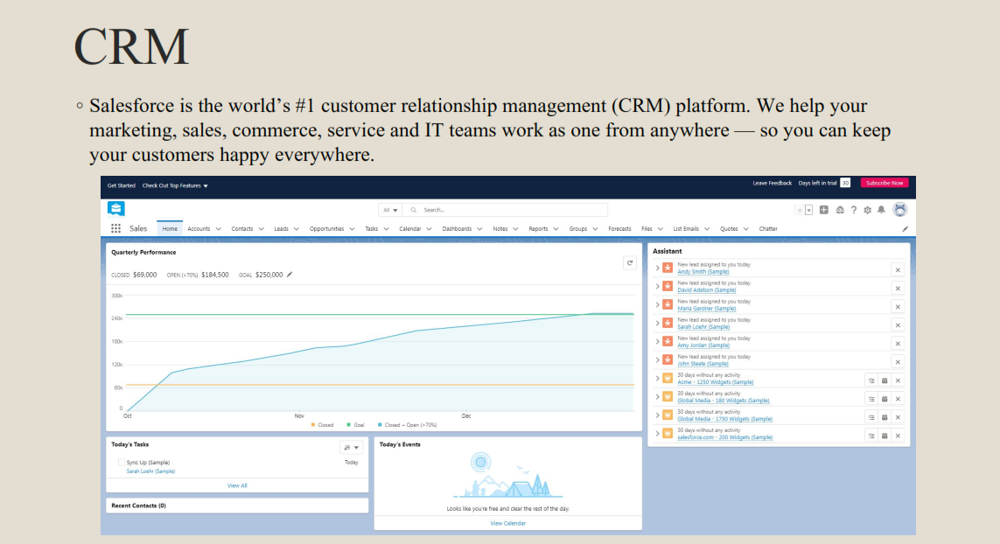 CRM
◦ Salesforce is the world’s #1 customer relationship management (CRM) platform. We help your
marketing, sales, commerce, service and IT teams work as one from anywhere — so you can keep
your customers happy everywhere.
Get Started Check Out Top Features
Leave Feedback Days left in trial 30 Subscribe Now
All Search...
Sales Home Accounts Contacts Leads Opportunities Tasks Calendar Dashboards Notes Reports Groups Forecasts Files List Emails Quotes Chatter
Quarterly Performance
CLOSED $69,000 OPEN (>70%) $184,500 GOAL $250,000
300k
240k
180k
120k
60k
0
Oct Nov Dec
Closed Goal Closed + Open (>70%)
Assistant
New lead assigned to you today
Andy Smith (Sample)
New lead assigned to you today
David Adelson (Sample)
New lead assigned to you today
Maria Gardner (Sample)
New lead assigned to you today
Sarah Loehr (Sample)
New lead assigned to you today
Amy Jordan (Sample)
New lead assigned to you today
John Steele (Sample)
30 days without any activity
Acme - 1250 Widgets (Sample)
30 days without any activity
Global Media - 180 Widgets (Sample)
30 days without any activity
Global Media - 1750 Widgets (Sample)
30 days without any activity
salesforce.com - 200 Widgets (Sample)
Today's Tasks
Sync Up (Sample) Today
Sarah Loehr (Sample)
View All
Recent Contacts (0)
Today's Events
Looks like you're free and clear the rest of the day.
View Calendar